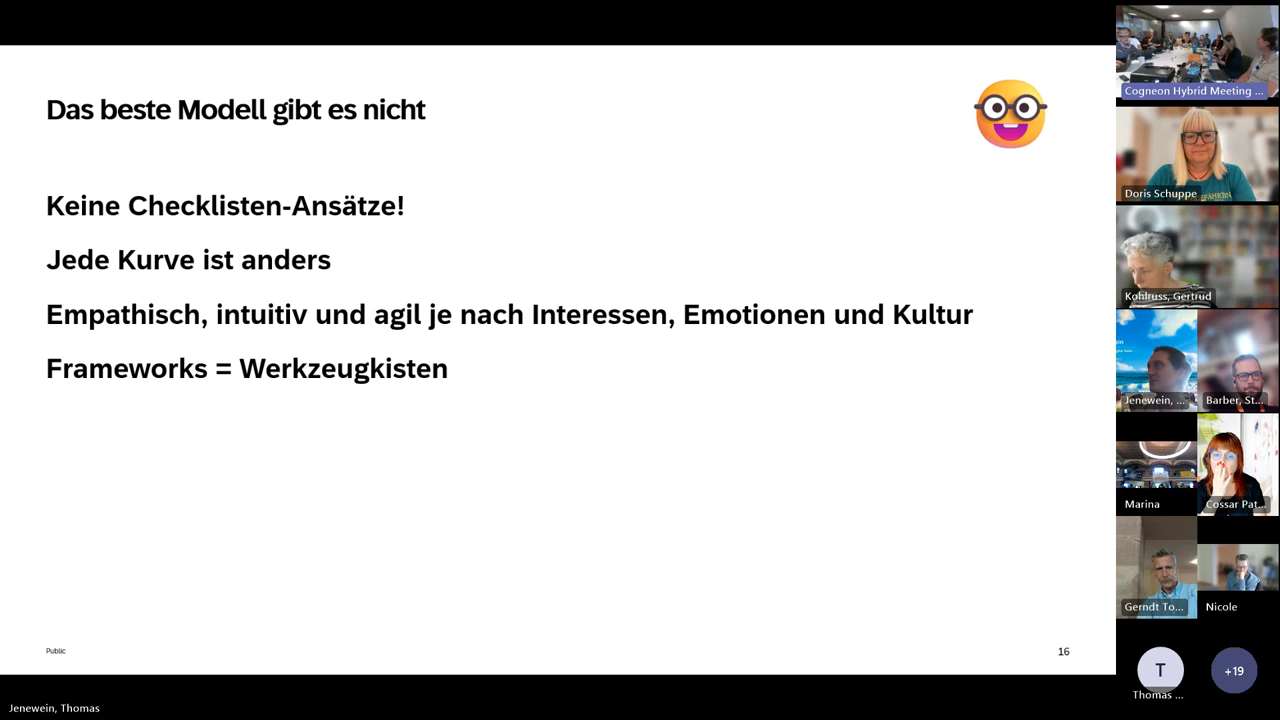 Das beste Modell gibt es nicht
Keine Checklisten-Ansätze!
Jede Kurve ist anders
Empathisch, intuitiv und agil je nach Interessen, Emotionen und Kultur
Frameworks = Werkzeugkisten
Public
16
Jenewein, Thomas
Cogneon Hybrid Meeting ...
Doris Schuppe
Kohlruss, Gertrud
Jenewein, ...
Barber, St...
Marina
Cossar Pat...
Gerndt To...
Nicole
T
Thomas ...
+19